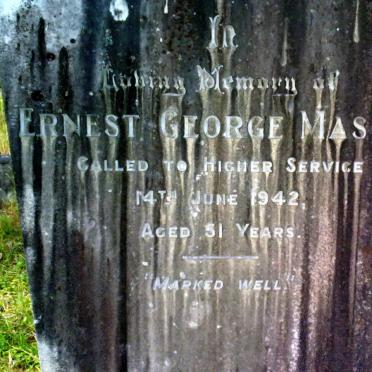 In
Loving Memory of
ERNEST GEORGE MAS
CALLED TO HIGHER SERVICE
14TH JUNE 1942.
AGED 51 YEARS.
"MARKED WELL"